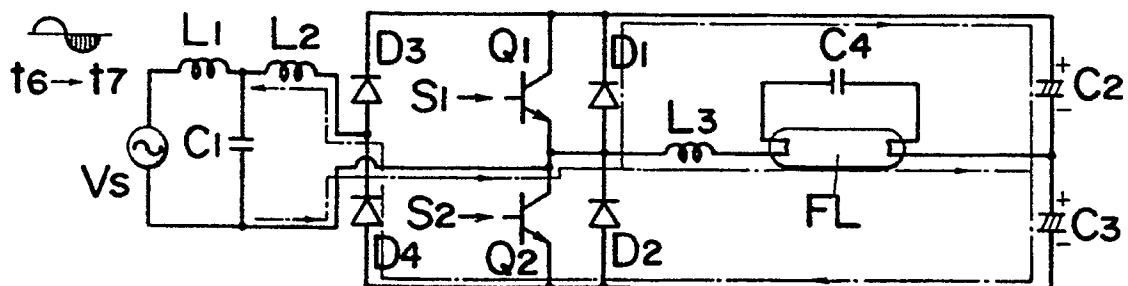 t6→t7
L1
L2
D3
Q1
D1
C4
S1→
L3
+
C2
−
C1
Vs
S2→
FL
+
C3
−
D4
Q2
D2